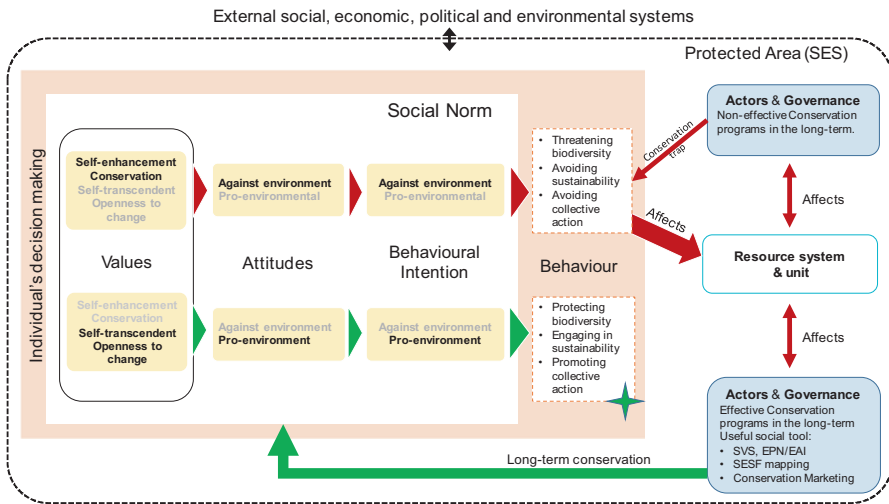 External social, economic, political and environmental systems
Protected Area (SES)
Individual's decision making
Social Norm
Self-enhancement
Conservation
Self-transcendent
Openness to
change
Against environment
Pro-environmental
Against environment
Pro-environmental
• Threatening
biodiversity
• Avoiding
sustainability
• Avoiding
collective
action
Values
Attitudes
Behavioural
Intention
Behaviour
Self-enhancement
Conservation
Self-transcendent
Openness to
change
Against environment
Pro-environment
Against environment
Pro-environment
• Protecting
biodiversity
• Engaging in
sustainability
• Promoting
collective
action
Conservation
trap
Affects
Actors & Governance
Non-effective Conservation
programs in the long-term.
Affects
Resource system
& unit
Affects
Actors & Governance
Effective Conservation
programs in the long-term
Useful social tool:
• SVS, EPN/EAI
• SESF mapping
• Conservation Marketing
Long-term conservation